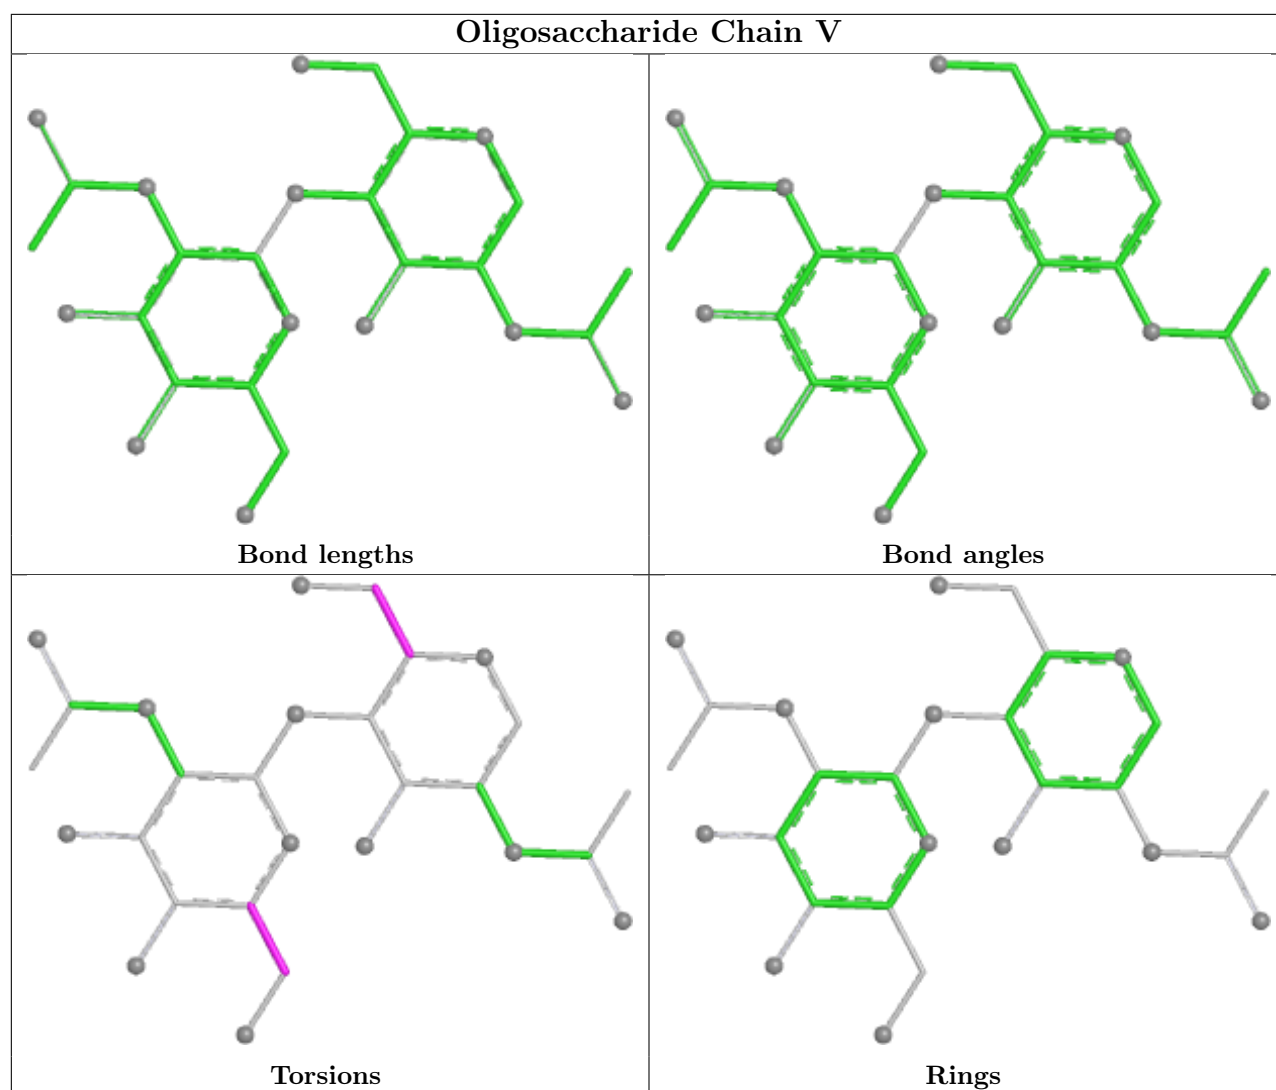 Oligosaccharide Chain V
Bond lengths
Bond angles
Torsions
Rings